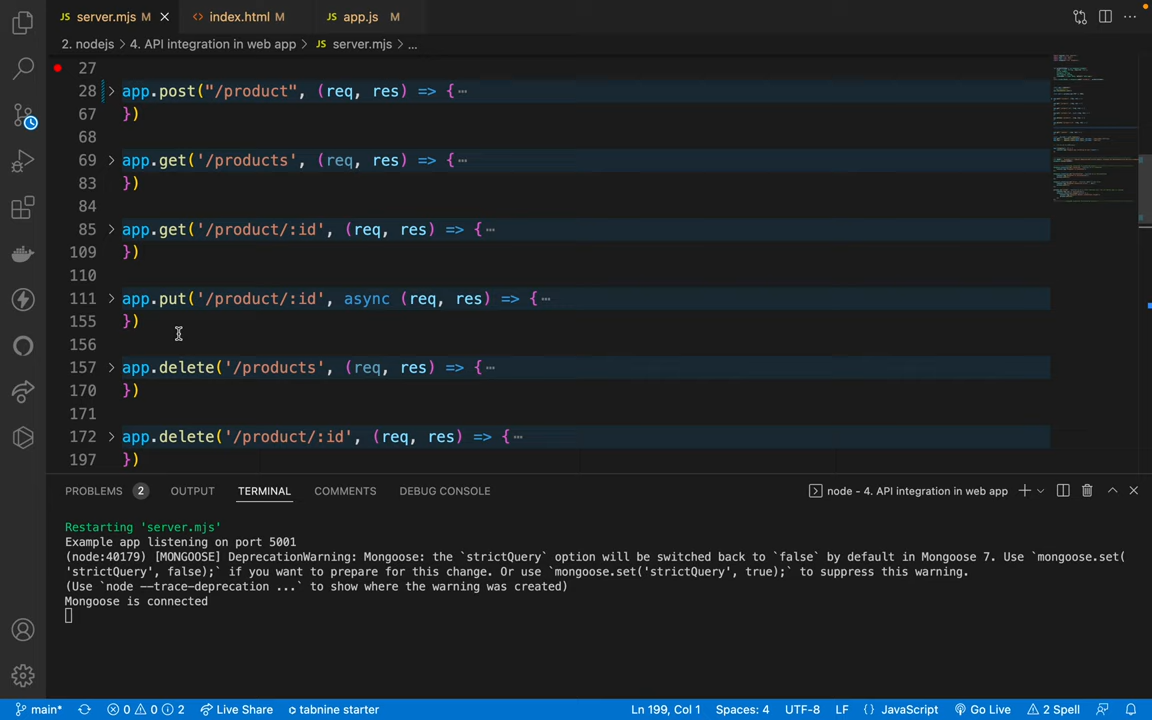 JS server.mjs M
<> index.html M
JS app.js M
2. nodejs > 4. API integration in web app > JS server.mjs > ...
27
28 app.post("/product", (req, res) => {⋯
67 })
68
69 app.get('/products', (req, res) => {⋯
83 })
84
85 app.get('/product/:id', (req, res) => {⋯
109 })
110
111 app.put('/product/:id', async (req, res) => {⋯
155 })
156
157 app.delete('/products', (req, res) => {⋯
170 })
171
172 app.delete('/product/:id', (req, res) => {⋯
197 })
PROBLEMS 2 OUTPUT TERMINAL COMMENTS DEBUG CONSOLE node - 4. API integration in web app
Restarting 'server.mjs'
Example app listening on port 5001
(node:40179) [MONGOOSE] DeprecationWarning: Mongoose: the `strictQuery` option will be switched back to `false` by default in Mongoose 7. Use `mongoose.set(
'strictQuery', false);` if you want to prepare for this change. Or use `mongoose.set('strictQuery', true);` to suppress this warning.
(Use `node --trace-deprecation ...` to show where the warning was created)
Mongoose is connected
main* 0 0 2 Live Share tabnine starter Ln 199, Col 1 Spaces: 4 UTF-8 LF {} JavaScript Go Live 2 Spell